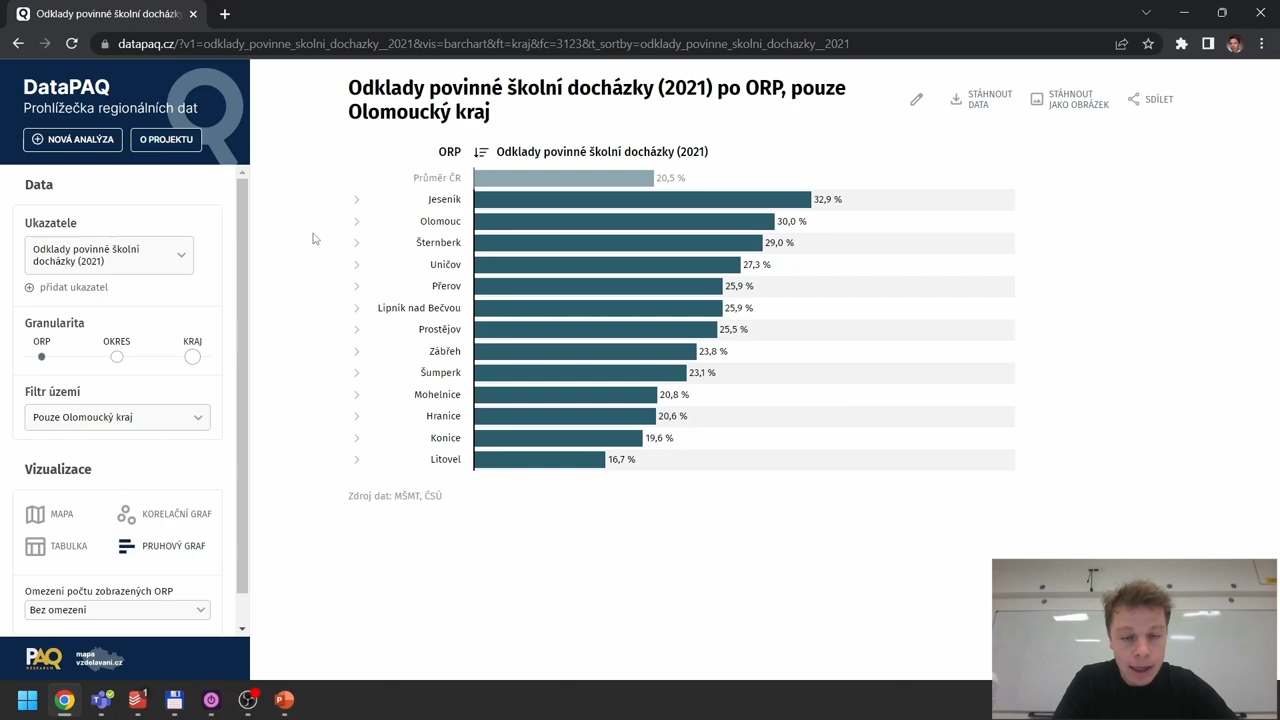 Odklady povinné školní docházk
datapaq.cz/?v1=odklady_povinne_skolni_dochazky__2021&vis=barchart&ft=kraj&fc=3123&t_sortby=odklady_povinne_skolni_dochazky__2021
DataPAQ
Prohlížečka regionálních dat
NOVÁ ANALÝZA
O PROJEKTU
Data
Ukazatele
Odklady povinné školní
docházky (2021)
přidat ukazatel
Granularita
ORP OKRES KRAJ
Filtr území
Pouze Olomoucký kraj
Vizualizace
MAPA KORELAČNÍ GRAF
TABULKA PRUHOVÝ GRAF
Omezení počtu zobrazených ORP
Bez omezení
PAQ
RESEARCH
mapa
vzdelavani.cz
Odklady povinné školní docházky (2021) po ORP, pouze
Olomoucký kraj
STÁHNOUT
DATA
STÁHNOUT
JAKO OBRÁZEK
SDÍLET
ORP Odklady povinné školní docházky (2021)
Průměr ČR 20,5 %
Jeseník 32,9 %
Olomouc 30,0 %
Šternberk 29,0 %
Uničov 27,3 %
Přerov 25,9 %
Lipník nad Bečvou 25,9 %
Prostějov 25,5 %
Zábřeh 23,8 %
Šumperk 23,1 %
Mohelnice 20,8 %
Hranice 20,6 %
Konice 19,6 %
Litovel 16,7 %
Zdroj dat: MŠMT, ČSÚ